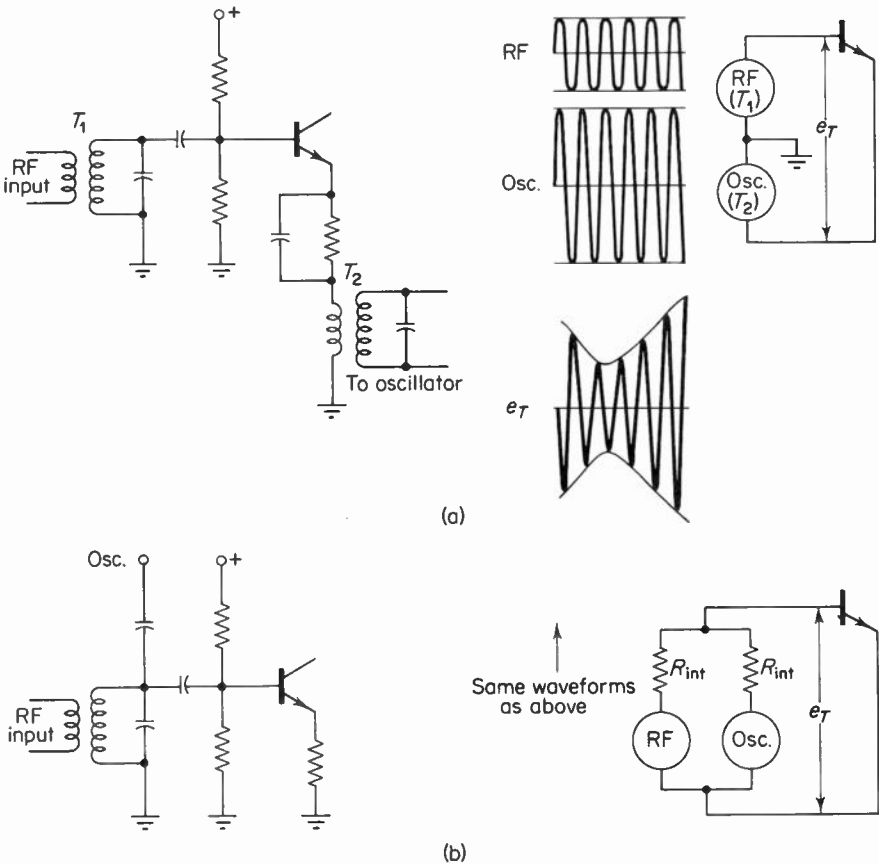 +
T1
RF
input
T2
To oscillator
RF
Osc.
eT
RF
(T1)
Osc.
(T2)
eT
(a)
Osc.
+
RF
input
Same waveforms
as above
Rint
Rint
RF
Osc.
eT
(b)